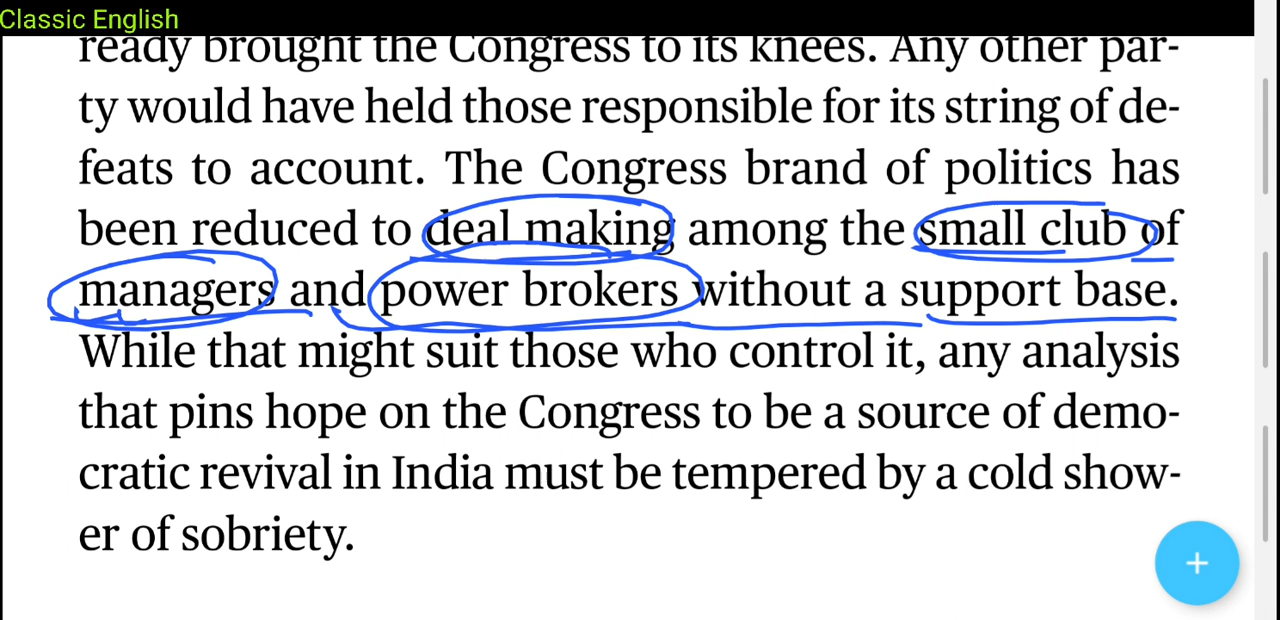 Classic English
ready brought the Congress to its knees. Any other par-
ty would have held those responsible for its string of de-
feats to account. The Congress brand of politics has
been reduced to deal making among the small club of
managers and power brokers without a support base.
While that might suit those who control it, any analysis
that pins hope on the Congress to be a source of demo-
cratic revival in India must be tempered by a cold show-
er of sobriety.
+